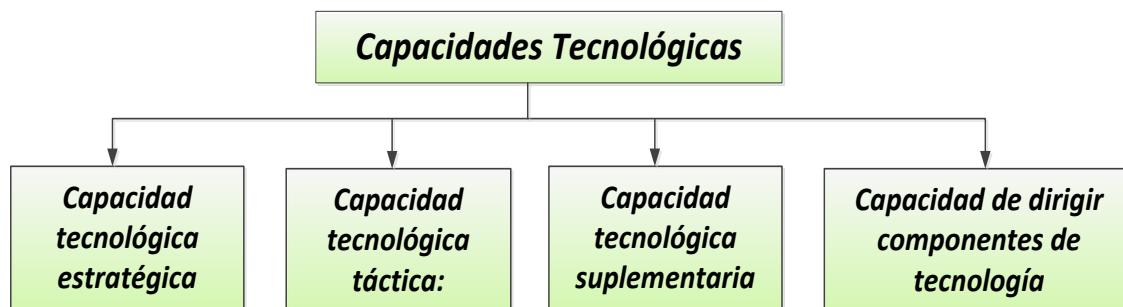 Capacidades Tecnológicas
Capacidad
tecnológica
estratégica
Capacidad
tecnológica
táctica:
Capacidad
tecnológica
suplementaria
Capacidad de dirigir
componentes de
tecnología